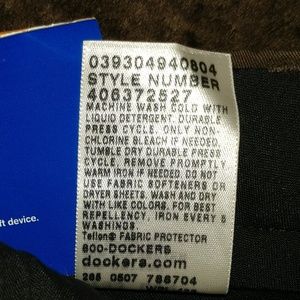 039304940804
STYLE NUMBER
406372527
MACHINE WASH COLD WITH
LIQUID DETERGENT. DURABLE
PRESS CYCLE. ONLY NON-
CHLORINE BLEACH IF NEEDED.
TUMBLE DRY DURABLE PRESS
CYCLE. REMOVE PROMPTLY
WARM IRON IF NEEDED. DO NOT
USE FABRIC SOFTENERS OR
DRYER SHEETS. WASH AND DRY
WITH LIKE COLORS. FOR BEST
REPELLENCY, IRON EVERY 5
WASHINGS.
Teflon® FABRIC PROTECTOR
800-DOCKERS
dockers.com
265 0507 786704
ft device.